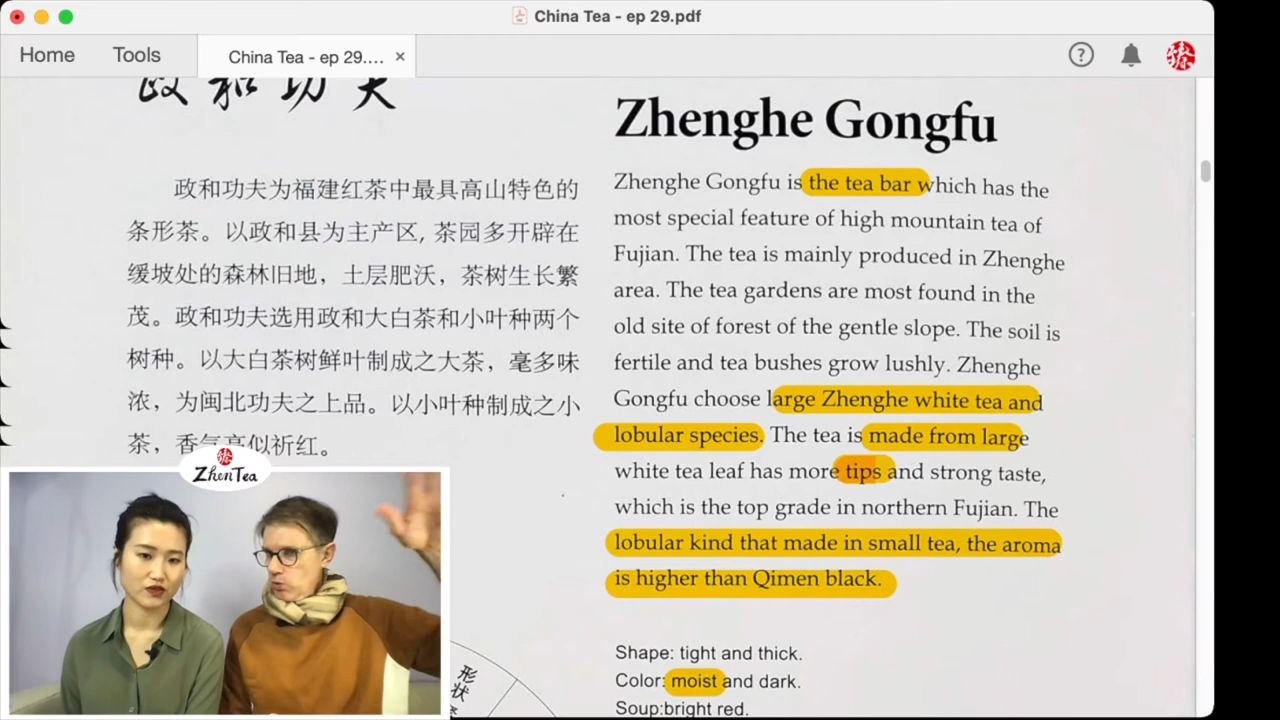 China Tea - ep 29.pdf
Home
Tools
China Tea - ep 29....
政和功夫
政和功夫为福建红茶中最具高山特色的
条形茶。以政和县为主产区,茶园多开辟在
缓坡处的森林旧地，土层肥沃，茶树生长繁
茂。政和功夫选用政和大白茶和小叶种两个
树种。以大白茶树鲜叶制成之大茶，毫多味
浓，为闽北功夫之上品。以小叶种制成之小
茶，香气高似祁红。
Zhenghe Gongfu
Zhenghe Gongfu is the tea bar which has the
most special feature of high mountain tea of
Fujian. The tea is mainly produced in Zhenghe
area. The tea gardens are most found in the
old site of forest of the gentle slope. The soil is
fertile and tea bushes grow lushly. Zhenghe
Gongfu choose large Zhenghe white tea and
lobular species. The tea is made from large
white tea leaf has more tips and strong taste,
which is the top grade in northern Fujian. The
lobular kind that made in small tea, the aroma
is higher than Qimen black.
Shape: tight and thick.
Color: moist and dark.
Soup:bright red.
ZhenTea
形状